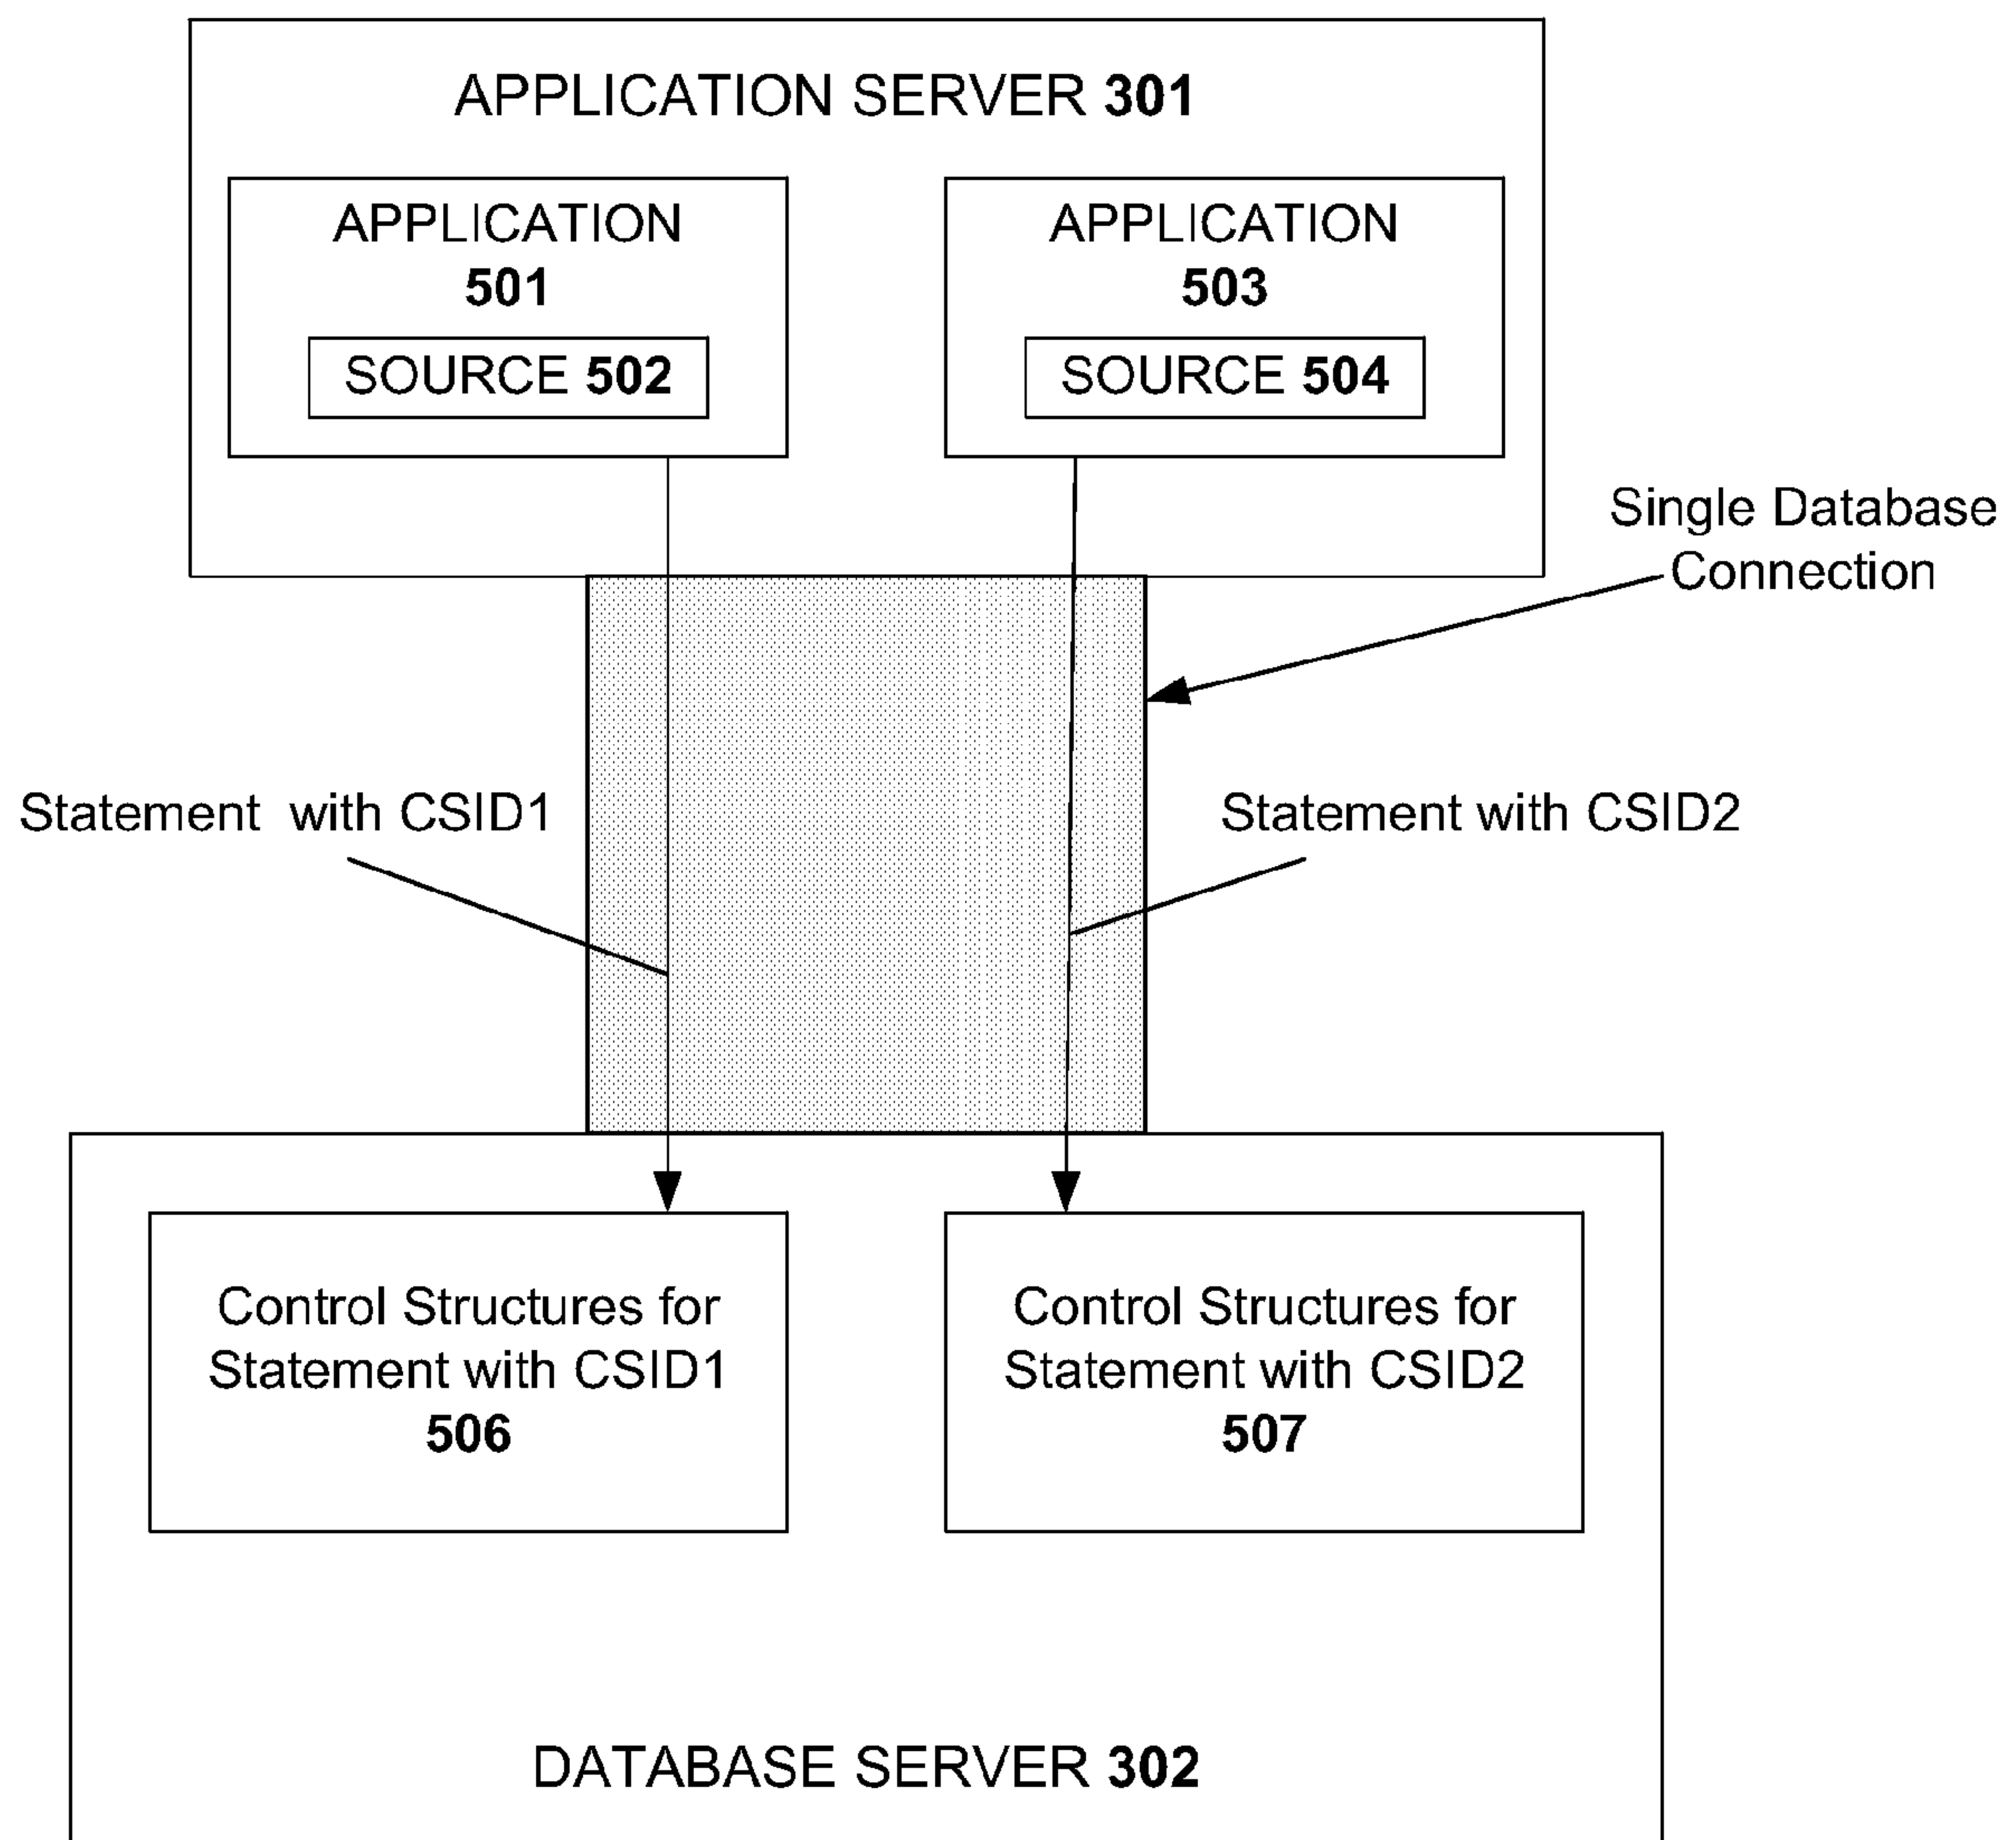 APPLICATION SERVER 301
APPLICATION
501
SOURCE 502
APPLICATION
503
SOURCE 504
Single Database
Connection
Statement with CSID1
Statement with CSID2
Control Structures for
Statement with CSID1
506
Control Structures for
Statement with CSID2
507
DATABASE SERVER 302